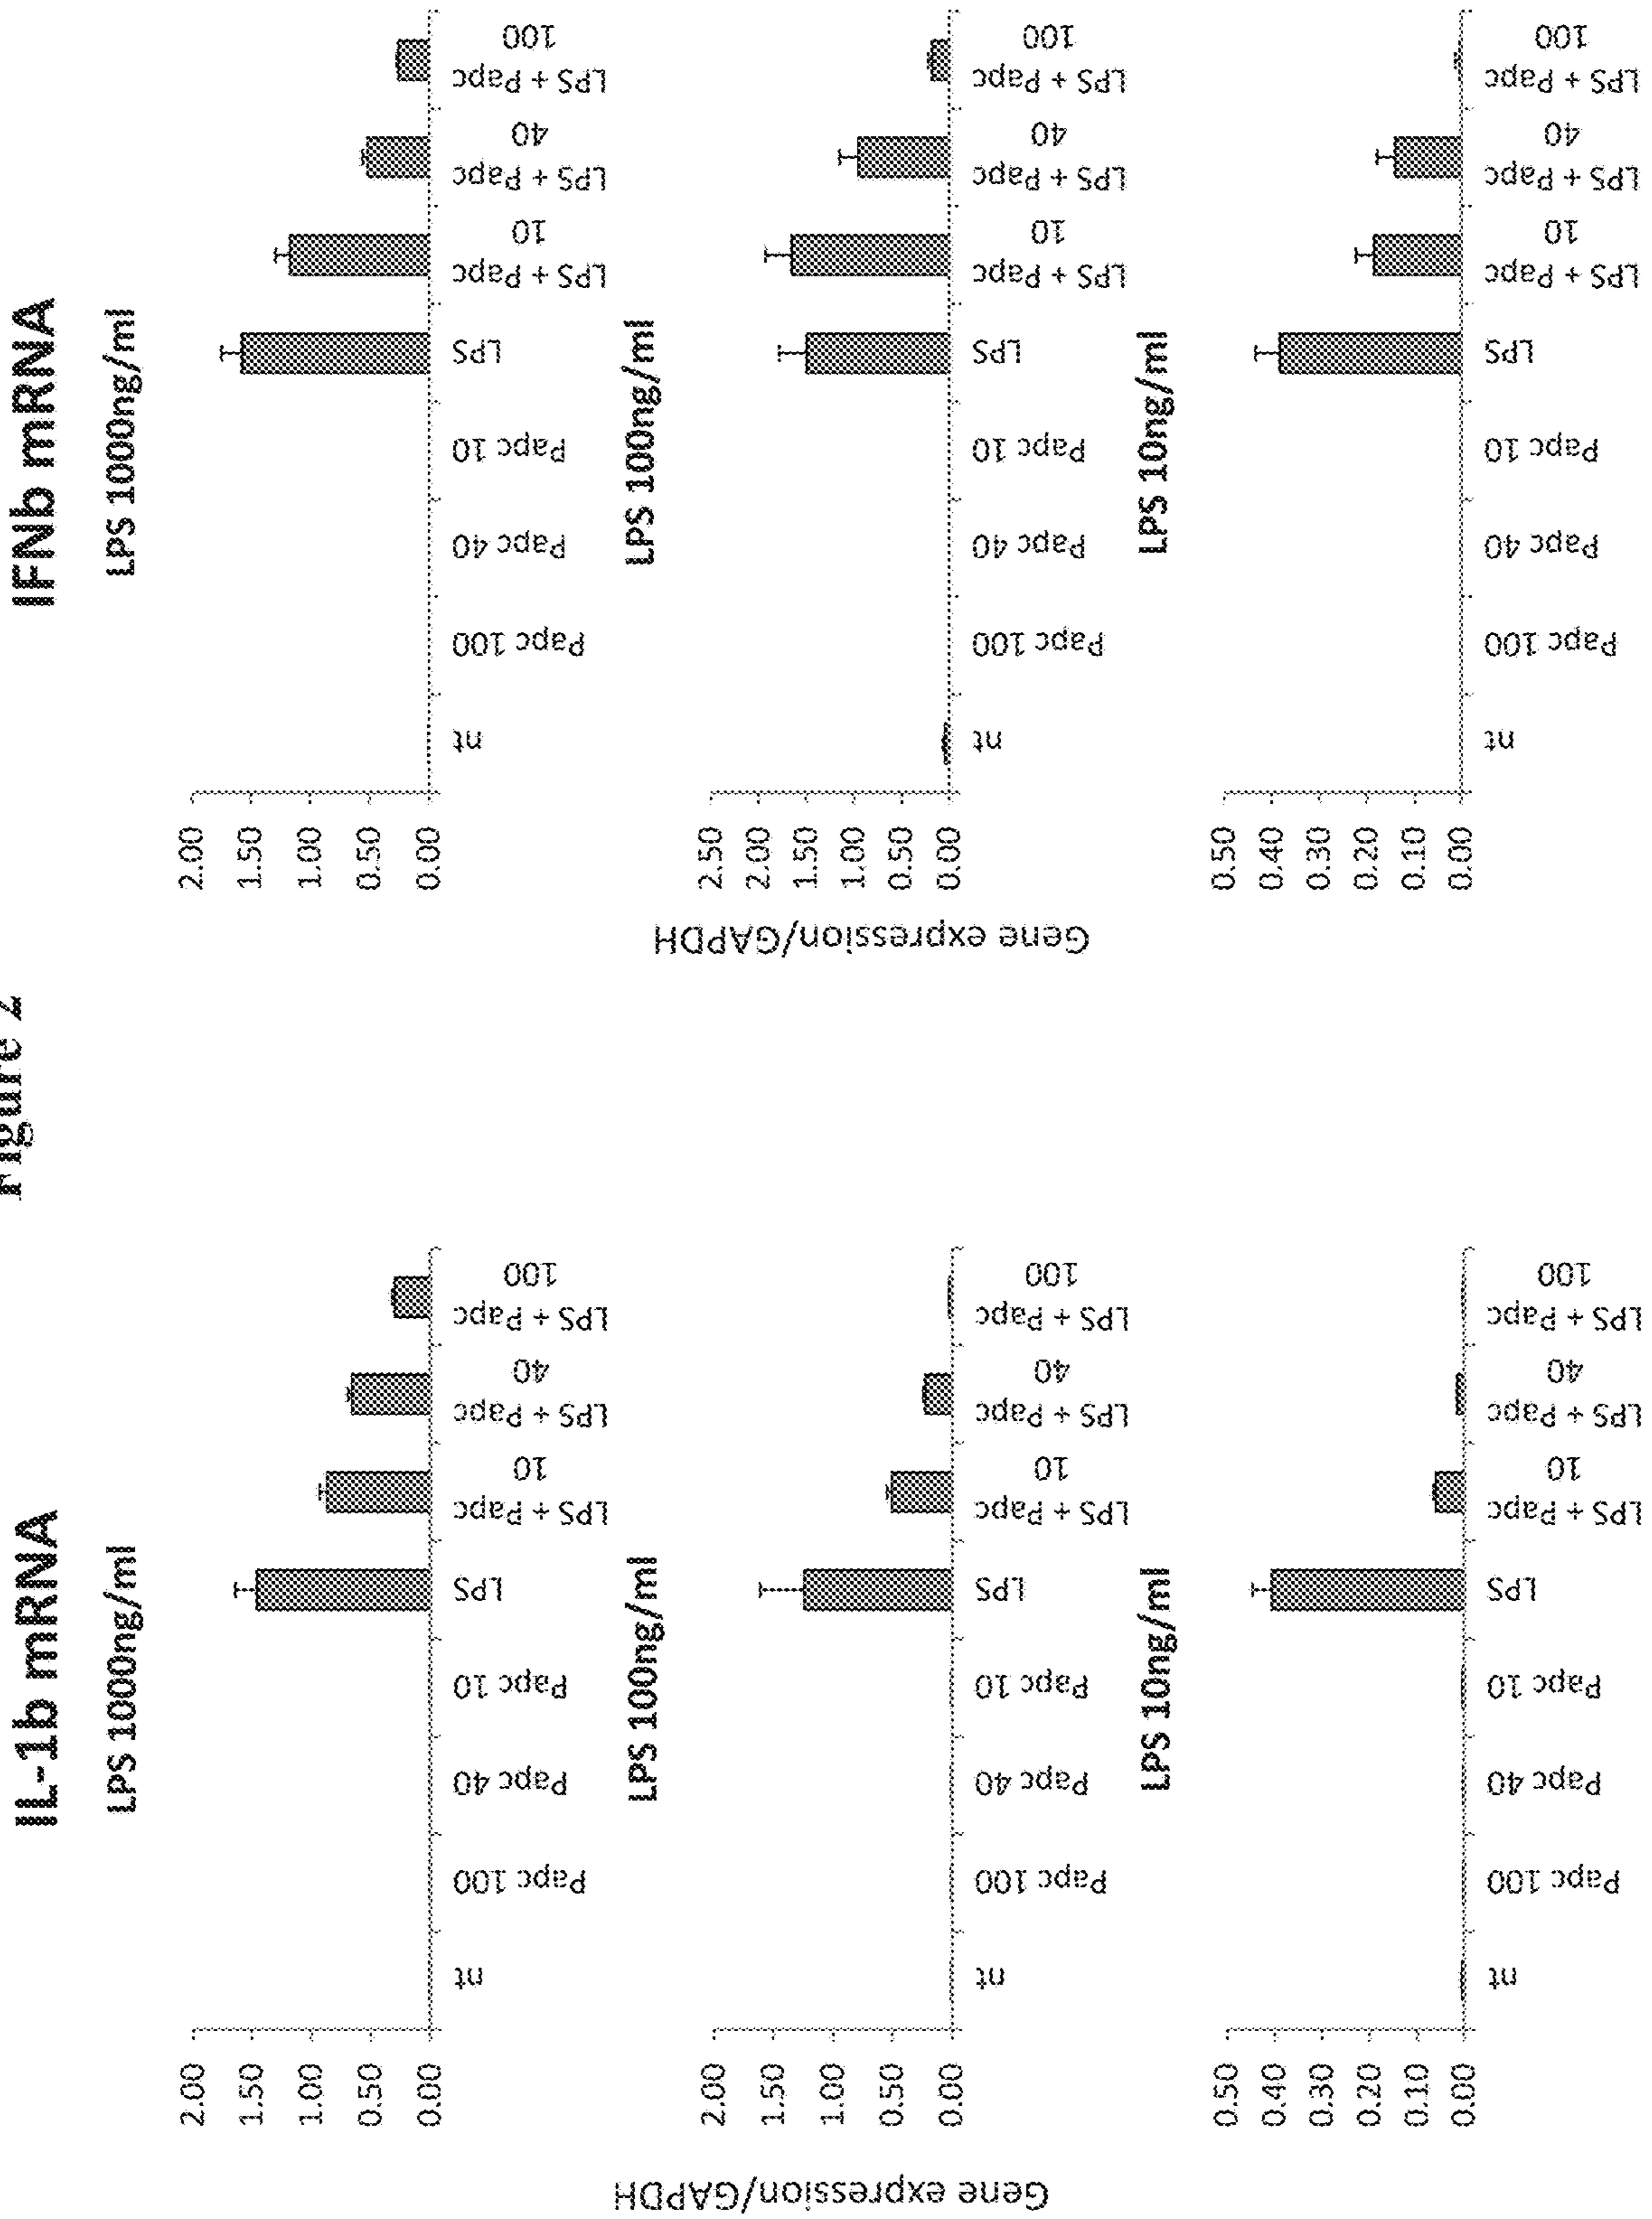 Figure 2
IL-1b mRNA
LPS 1000ng/ml
2.00
1.50
1.00
0.50
0.00
nt
Papc 100
Papc 40
Papc 10
LPS
LPS + Papc
10
LPS + Papc
40
LPS + Papc
100
LPS 100ng/ml
2.00
1.50
1.00
0.50
0.00
nt
Papc 100
Papc 40
Papc 10
LPS
LPS + Papc
10
LPS + Papc
40
LPS + Papc
100
LPS 10ng/ml
0.50
0.40
0.30
0.20
0.10
0.00
nt
Papc 100
Papc 40
Papc 10
LPS
LPS + Papc
10
LPS + Papc
40
LPS + Papc
100
Gene expression/GAPDH
IFNb mRNA
LPS 1000ng/ml
2.00
1.50
1.00
0.50
0.00
nt
Papc 100
Papc 40
Papc 10
LPS
LPS + Papc
10
LPS + Papc
40
LPS + Papc
100
LPS 100ng/ml
2.50
2.00
1.50
1.00
0.50
0.00
nt
Papc 100
Papc 40
Papc 10
LPS
LPS + Papc
10
LPS + Papc
40
LPS + Papc
100
LPS 10ng/ml
0.50
0.40
0.30
0.20
0.10
0.00
nt
Papc 100
Papc 40
Papc 10
LPS
LPS + Papc
10
LPS + Papc
40
LPS + Papc
100
Gene expression/GAPDH